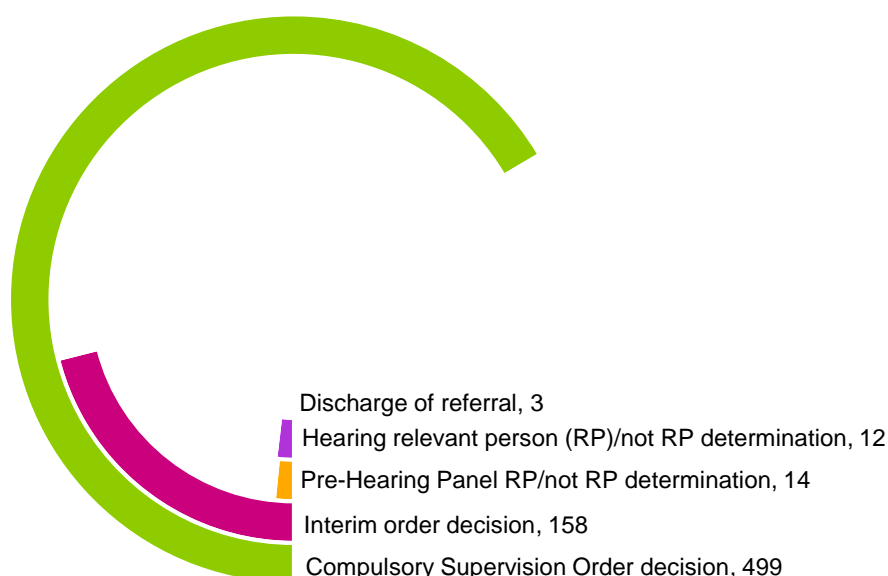 Discharge of referral, 3
Hearing relevant person (RP)/not RP determination, 12
Pre-Hearing Panel RP/not RP determination, 14
Interim order decision, 158
Compulsory Supervision Order decision, 499